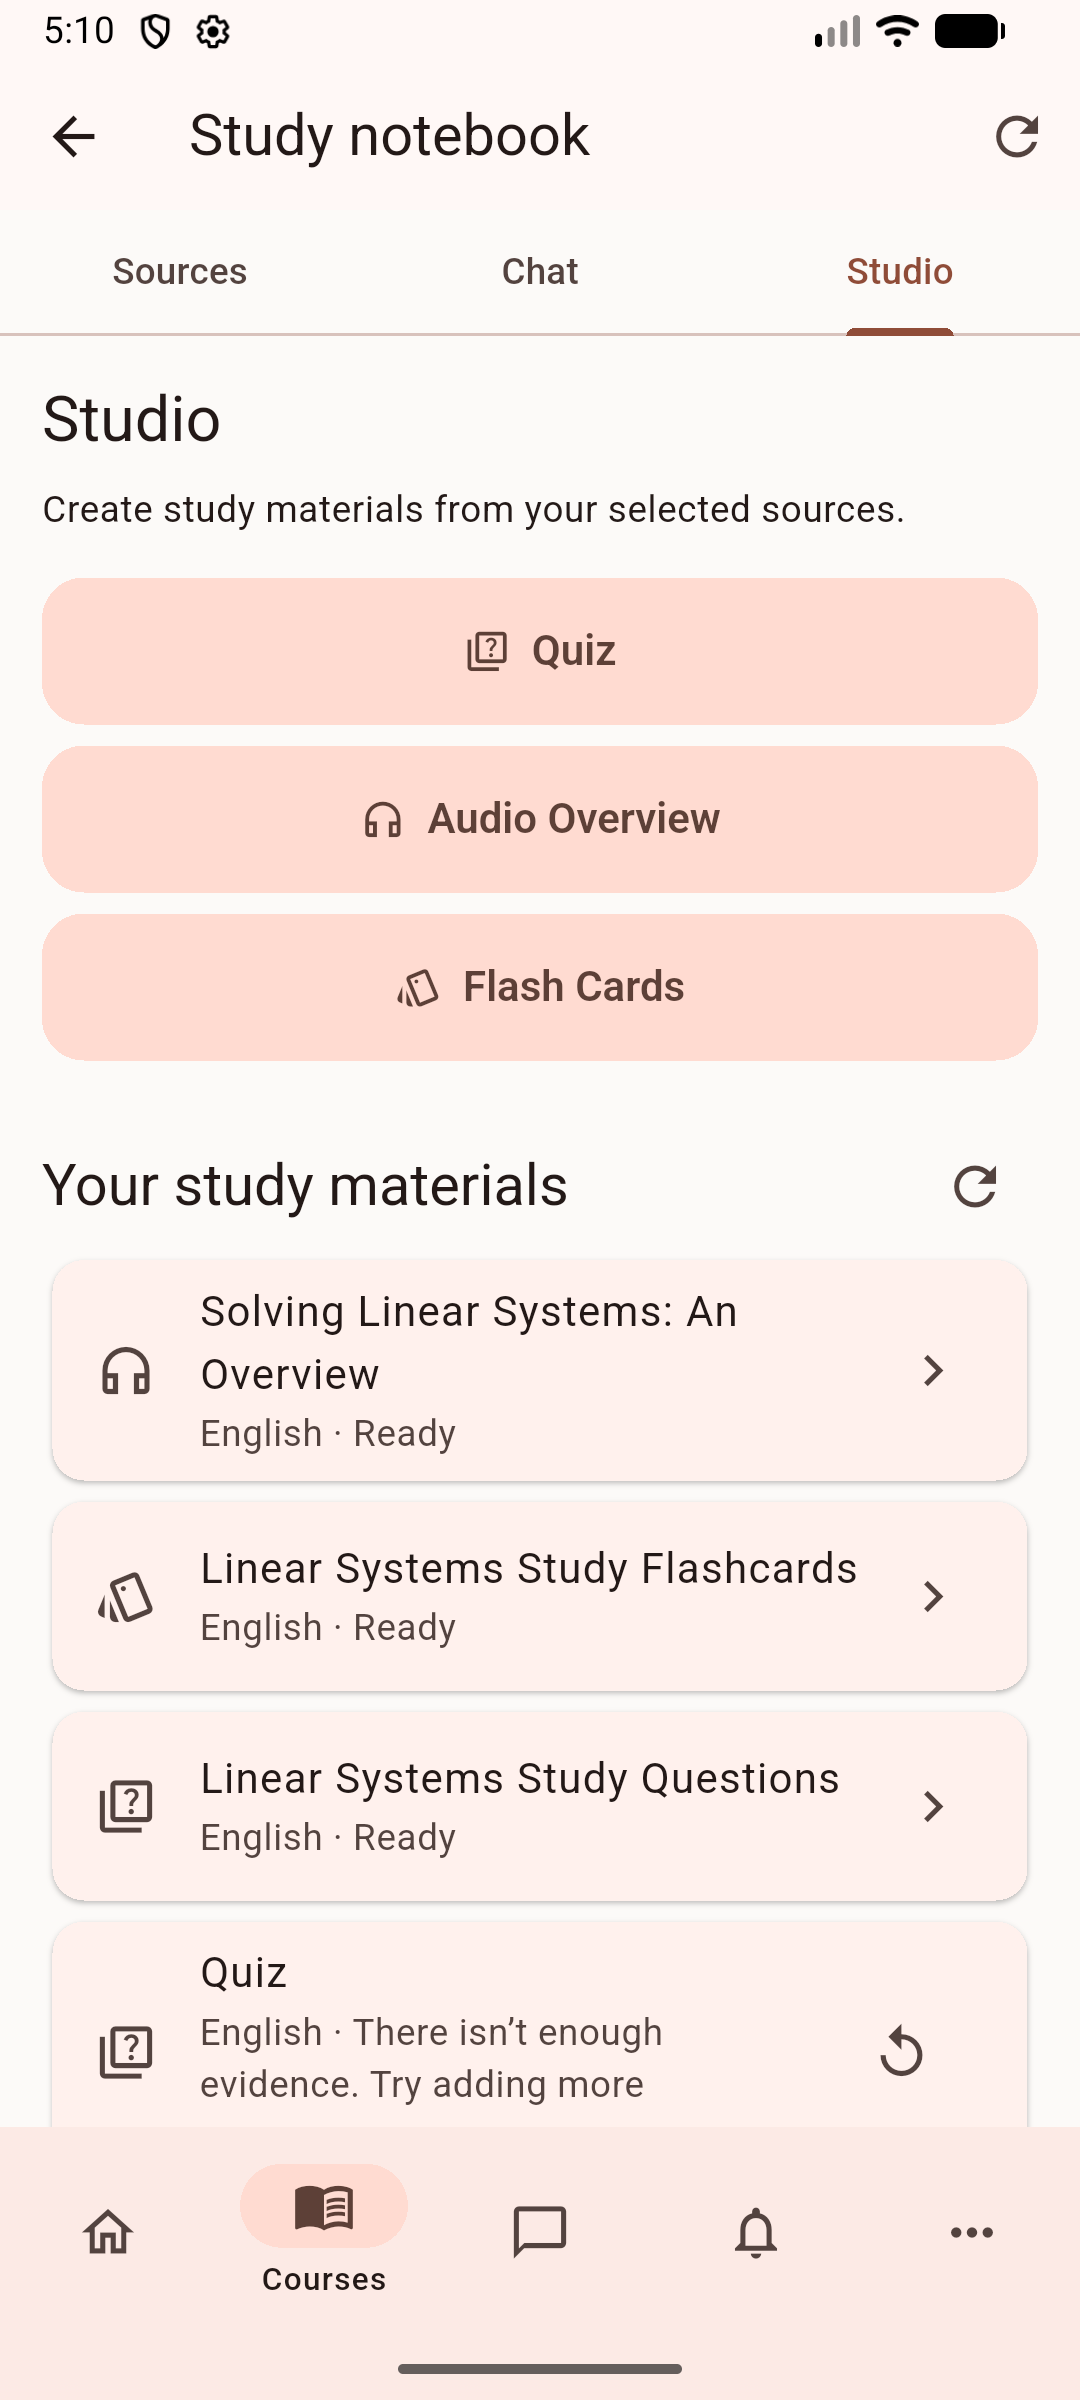 5:10
Study notebook
Sources
Chat
Studio
Studio
Create study materials from your selected sources.
Quiz
Audio Overview
Flash Cards
Your study materials
Solving Linear Systems: An
Overview
English · Ready
Linear Systems Study Flashcards
English · Ready
Linear Systems Study Questions
English · Ready
Quiz
English · There isn’t enough
evidence. Try adding more
Courses